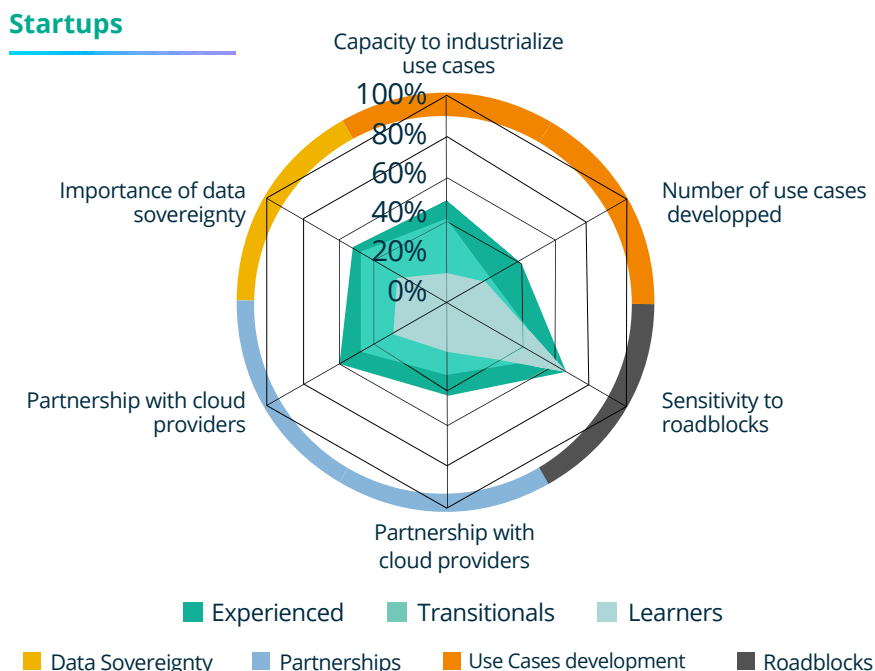 Startups
Capacity to industrialize
use cases
100%
80%
60%
40%
20%
0%
Importance of data
sovereignty
Number of use cases
developped
Partnership with cloud
providers
Sensitivity to
roadblocks
Partnership with
cloud providers
Experienced
Transitionals
Learners
Data Sovereignty
Partnerships
Use Cases development
Roadblocks